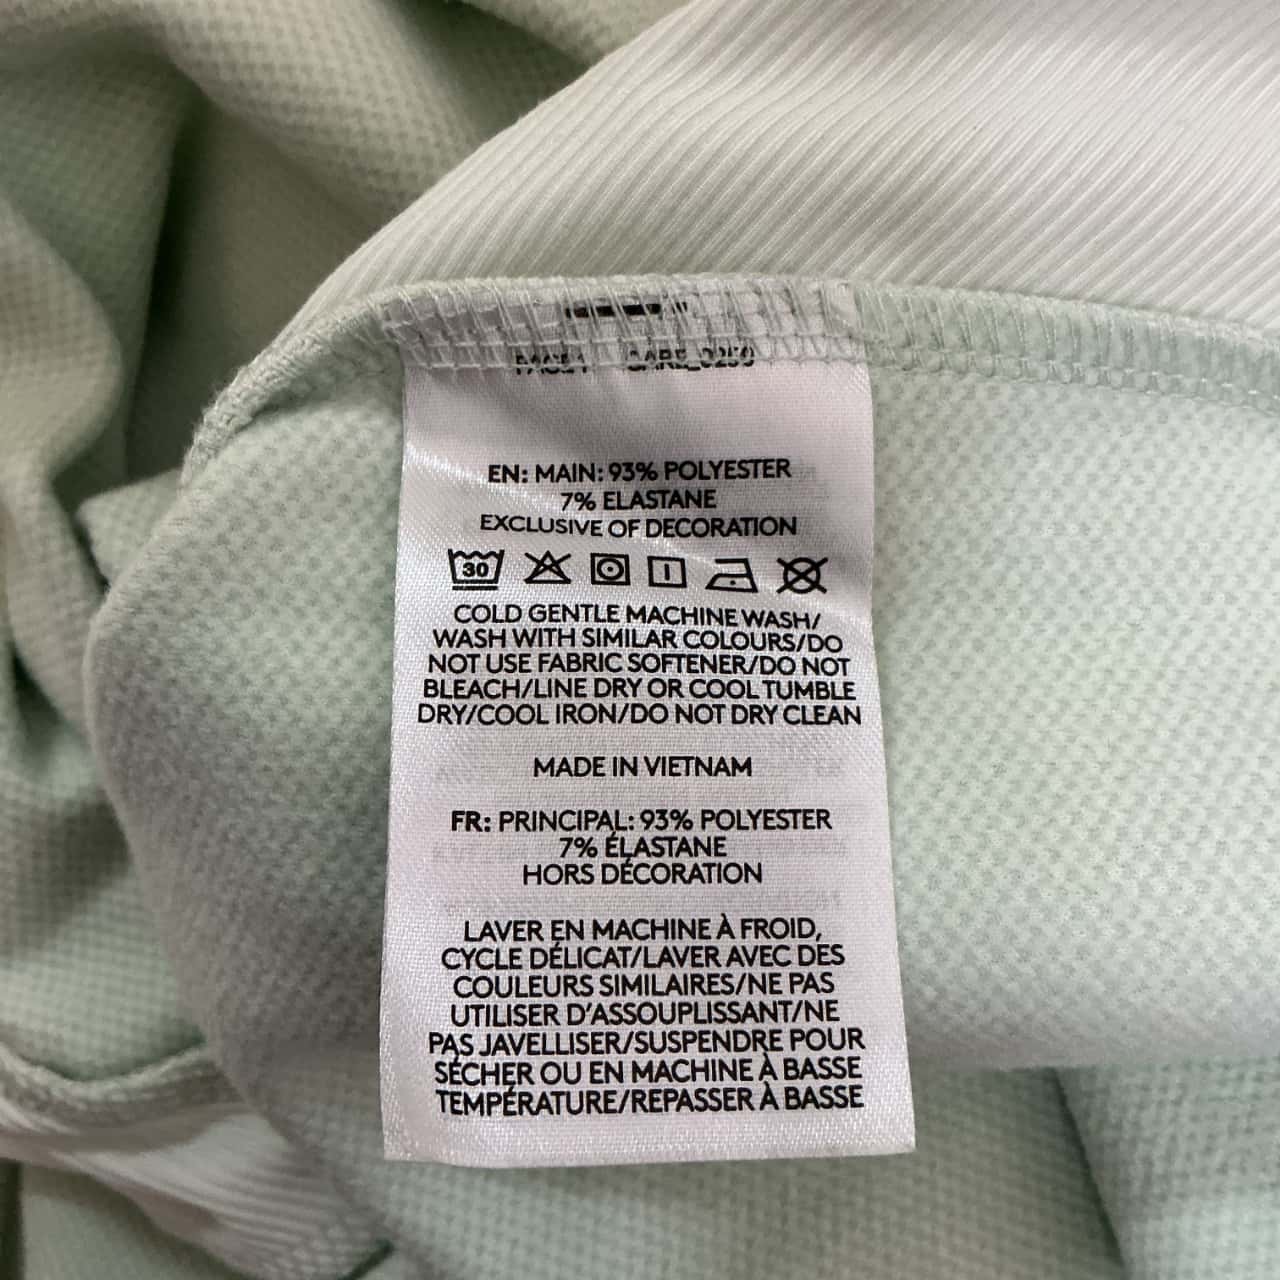 PAGE 1 CARE_0250
EN: MAIN: 93% POLYESTER
7% ELASTANE
EXCLUSIVE OF DECORATION
30
COLD GENTLE MACHINE WASH/
WASH WITH SIMILAR COLOURS/DO
NOT USE FABRIC SOFTENER/DO NOT
BLEACH/LINE DRY OR COOL TUMBLE
DRY/COOL IRON/DO NOT DRY CLEAN
MADE IN VIETNAM
FR: PRINCIPAL: 93% POLYESTER
7% ÉLASTANE
HORS DÉCORATION
LAVER EN MACHINE À FROID,
CYCLE DÉLICAT/LAVER AVEC DES
COULEURS SIMILAIRES/NE PAS
UTILISER D'ASSOUPLISSANT/NE
PAS JAVELLISER/SUSPENDRE POUR
SÉCHER OU EN MACHINE À BASSE
TEMPÉRATURE/REPASSER À BASSE